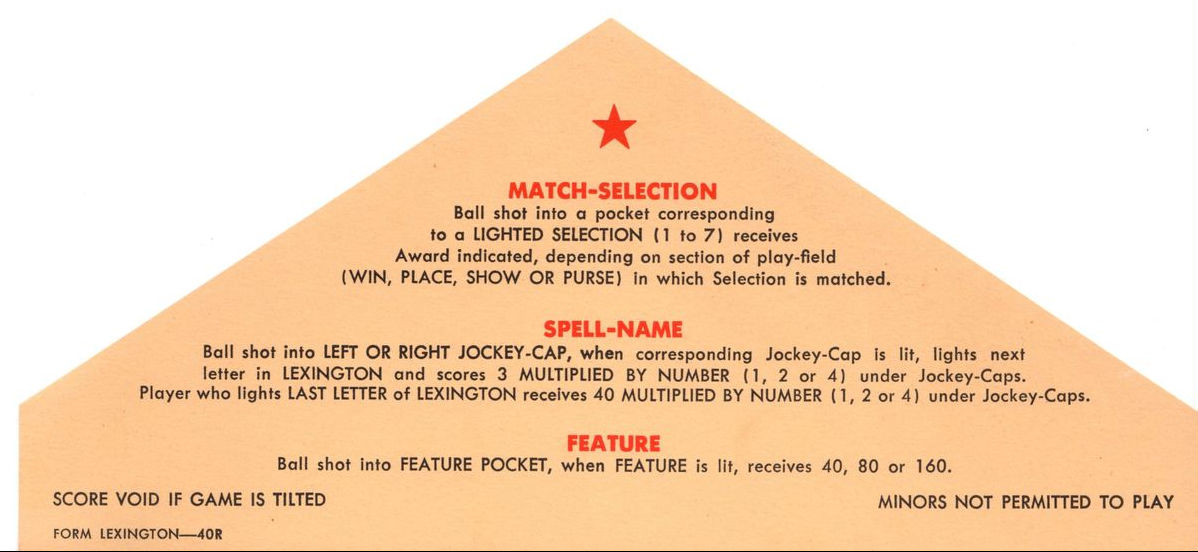 MATCH-SELECTION
Ball shot into a pocket corresponding
to a LIGHTED SELECTION (1 to 7) receives
Award indicated, depending on section of play-field
(WIN, PLACE, SHOW OR PURSE) in which Selection is matched.
SPELL-NAME
Ball shot into LEFT OR RIGHT JOCKEY-CAP, when corresponding Jockey-Cap is lit, lights next
letter in LEXINGTON and scores 3 MULTIPLIED BY NUMBER (1, 2 or 4) under Jockey-Caps.
Player who lights LAST LETTER of LEXINGTON receives 40 MULTIPLIED BY NUMBER (1, 2 or 4) under Jockey-Caps.
FEATURE
Ball shot into FEATURE POCKET, when FEATURE is lit, receives 40, 80 or 160.
SCORE VOID IF GAME IS TILTED
MINORS NOT PERMITTED TO PLAY
FORM LEXINGTON—40R